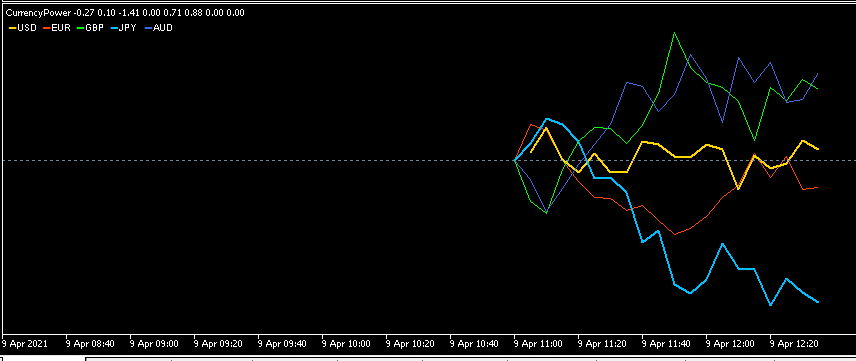 CurrencyPower -0.27 0.10 -1.41 0.00 0.71 0.88 0.00 0.00
USD EUR GBP JPY AUD
9 Apr 2021 9 Apr 08:40 9 Apr 09:00 9 Apr 09:20 9 Apr 09:40 9 Apr 10:00 9 Apr 10:20 9 Apr 10:40 9 Apr 11:00 9 Apr 11:20 9 Apr 11:40 9 Apr 12:00 9 Apr 12:20